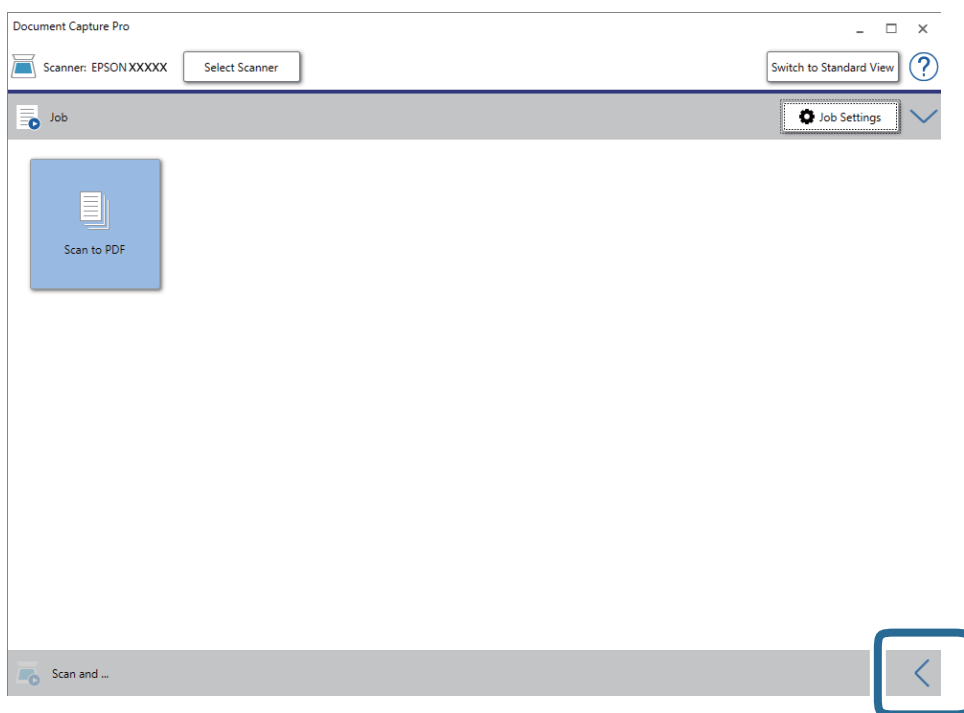 Document Capture Pro
Scanner: EPSON XXXXX Select Scanner Switch to Standard View ?
Job Job Settings
Scan to PDF
Scan and ...